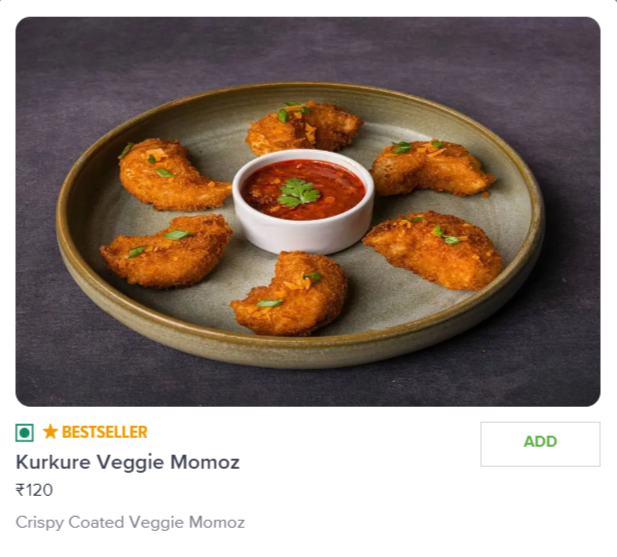 BESTSELLER
ADD
Kurkure Veggie Momoz
₹120
Crispy Coated Veggie Momoz